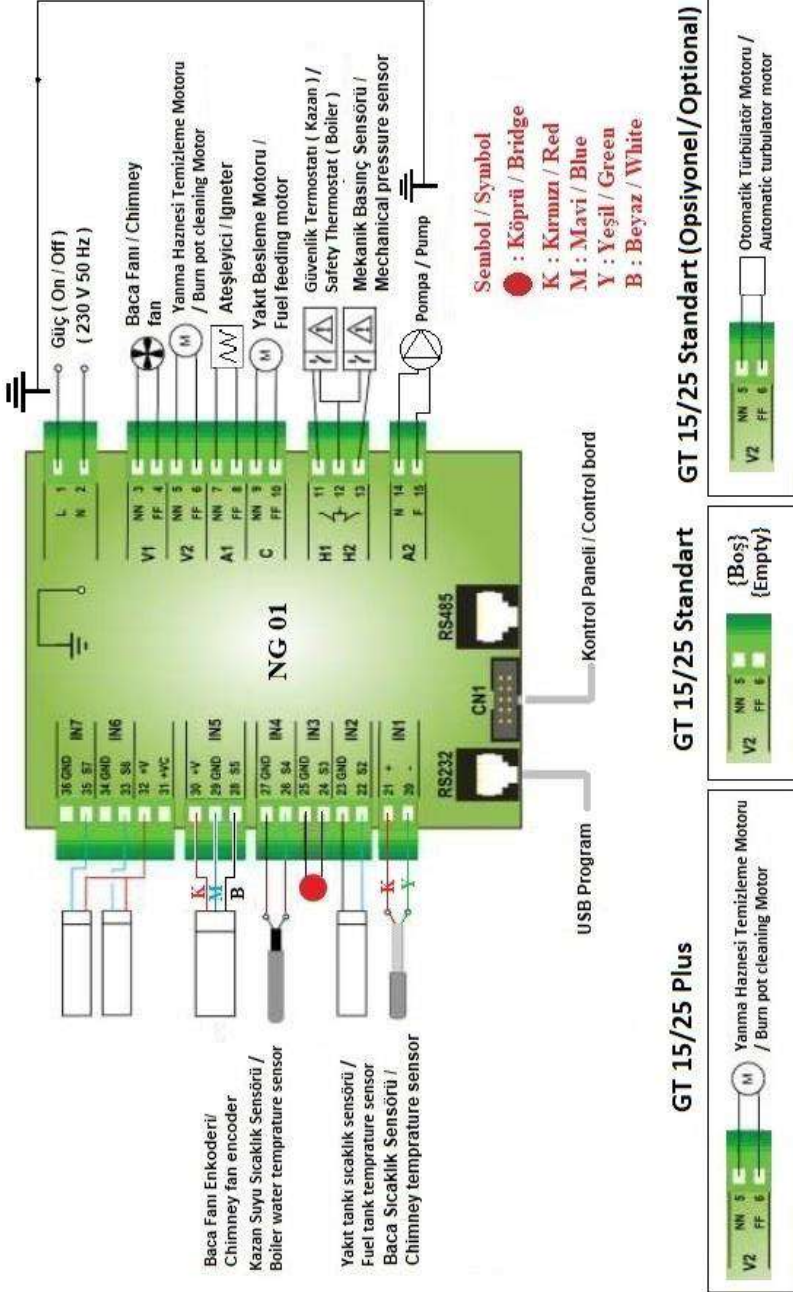 Güç ( On / Off )
( 230 V 50 Hz )
Baca Fanı / Chimney
fan
Yanma Haznesi Temizleme Motoru
/ Burn pot cleaning Motor
M
Ateşleyici / Igneter
Yakıt Besleme Motoru /
Fuel feeding motor
M
Güvenlik Termostatı ( Kazan ) /
Safety Thermostat ( Boiler )
Mekanik Basınç Sensörü /
Mechanical pressure sensor
Pompa / Pump
L 1
N 2
NN 3
V1
FF 4
NN 5
V2
FF 6
NN 7
A1
FF 8
NN 9
C
FF 10
H1
11
12
H2
13
N 14
A2
F 15
NG 01
36 GND
IN7
35 S7
34 GND
IN6
33 S6
32 +V
31 +VC
30 +V
IN5
29 GND
28 S5
27 GND
IN4
26 S4
25 GND
IN3
24 S3
23 GND
IN2
22 S2
21 +
IN1
20 -
K
M
B
K
Y
RS232
CN1
RS485
Baca Fanı Enkoderi/
Chimney fan encoder
Kazan Suyu Sıcaklık Sensörü /
Boiler water temprature sensor
Yakıt tankı sıcaklık sensörü /
Fuel tank temprature sensor
Baca Sıcaklık Sensörü /
Chimney temprature sensor
USB Program
Kontrol Paneli / Control bord
Sembol / Symbol
: Köprü / Bridge
K : Kırmızı / Red
M : Mavi / Blue
Y : Yeşil / Green
B : Beyaz / White
GT 15/25 Plus
V2
NN 5
FF 6
M
Yanma Haznesi Temizleme Motoru
/ Burn pot cleaning Motor
GT 15/25 Standart
V2
NN 5
FF 6
{Boş}
{Empty}
GT 15/25 Standart (Opsiyonel/Optional)
V2
NN 5
FF 6
Otomatik Türbülatör Motoru /
Automatic turbulator motor